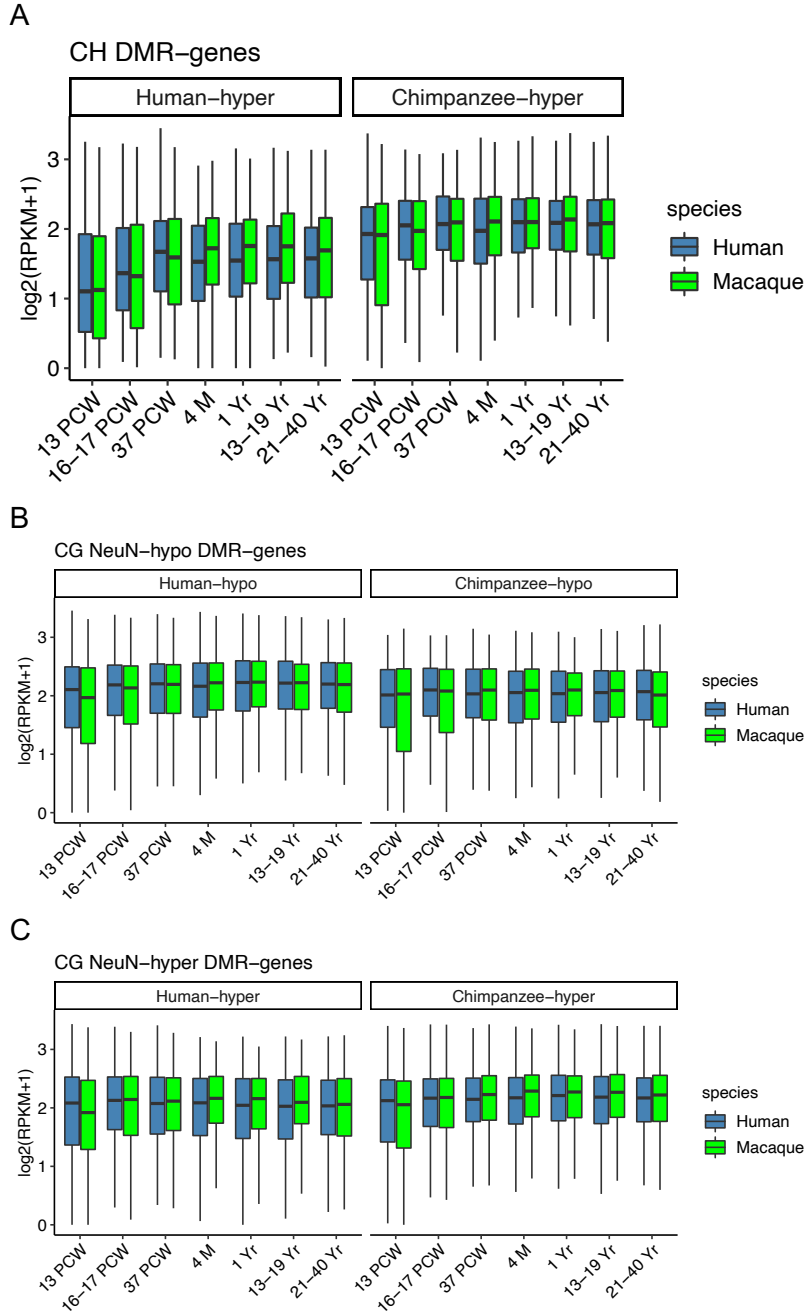 A
CH DMR−genes
Human−hyper
Chimpanzee−hyper
log2(RPKM+1)
3
2
1
0
13 PCW
16−17 PCW
37 PCW
4 M
1 Yr
13−19 Yr
21−40 Yr
13 PCW
16−17 PCW
37 PCW
4 M
1 Yr
13−19 Yr
21−40 Yr
species
Human
Macaque
B
CG NeuN−hypo DMR−genes
Human−hypo
Chimpanzee−hypo
log2(RPKM+1)
3
2
1
0
13 PCW
16−17 PCW
37 PCW
4 M
1 Yr
13−19 Yr
21−40 Yr
13 PCW
16−17 PCW
37 PCW
4 M
1 Yr
13−19 Yr
21−40 Yr
species
Human
Macaque
C
CG NeuN−hyper DMR−genes
Human−hyper
Chimpanzee−hyper
log2(RPKM+1)
3
2
1
0
13 PCW
16−17 PCW
37 PCW
4 M
1 Yr
13−19 Yr
21−40 Yr
13 PCW
16−17 PCW
37 PCW
4 M
1 Yr
13−19 Yr
21−40 Yr
species
Human
Macaque